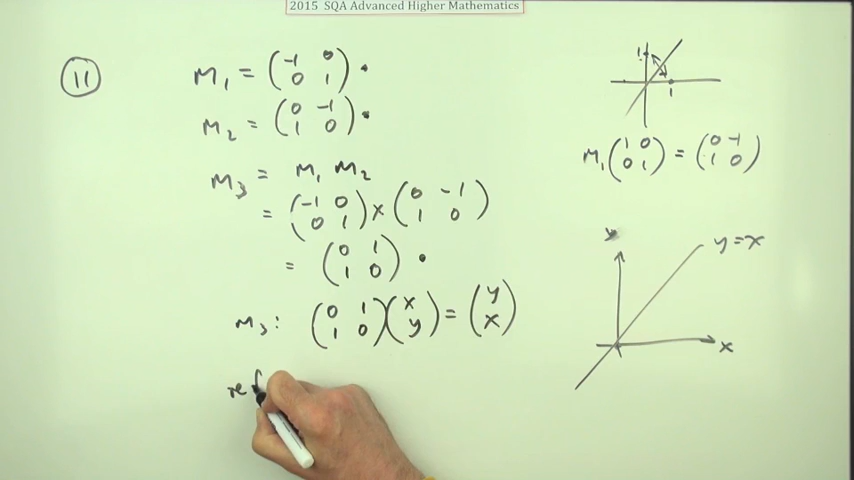 2015 SQA Advanced Higher Mathematics
11
M₁ = (-1 0
0 1) •
M₂ = (0 -1
1 0) •
M₃ = M₁ M₂
= (-1 0
0 1) × (0 -1
1 0)
= (0 1
1 0) •
M₃: (0 1
1 0)(x
y) = (y
x)
ref
1
1
M₁(1 0
0 1) = (0 -1
1 0)
y
y=x
x